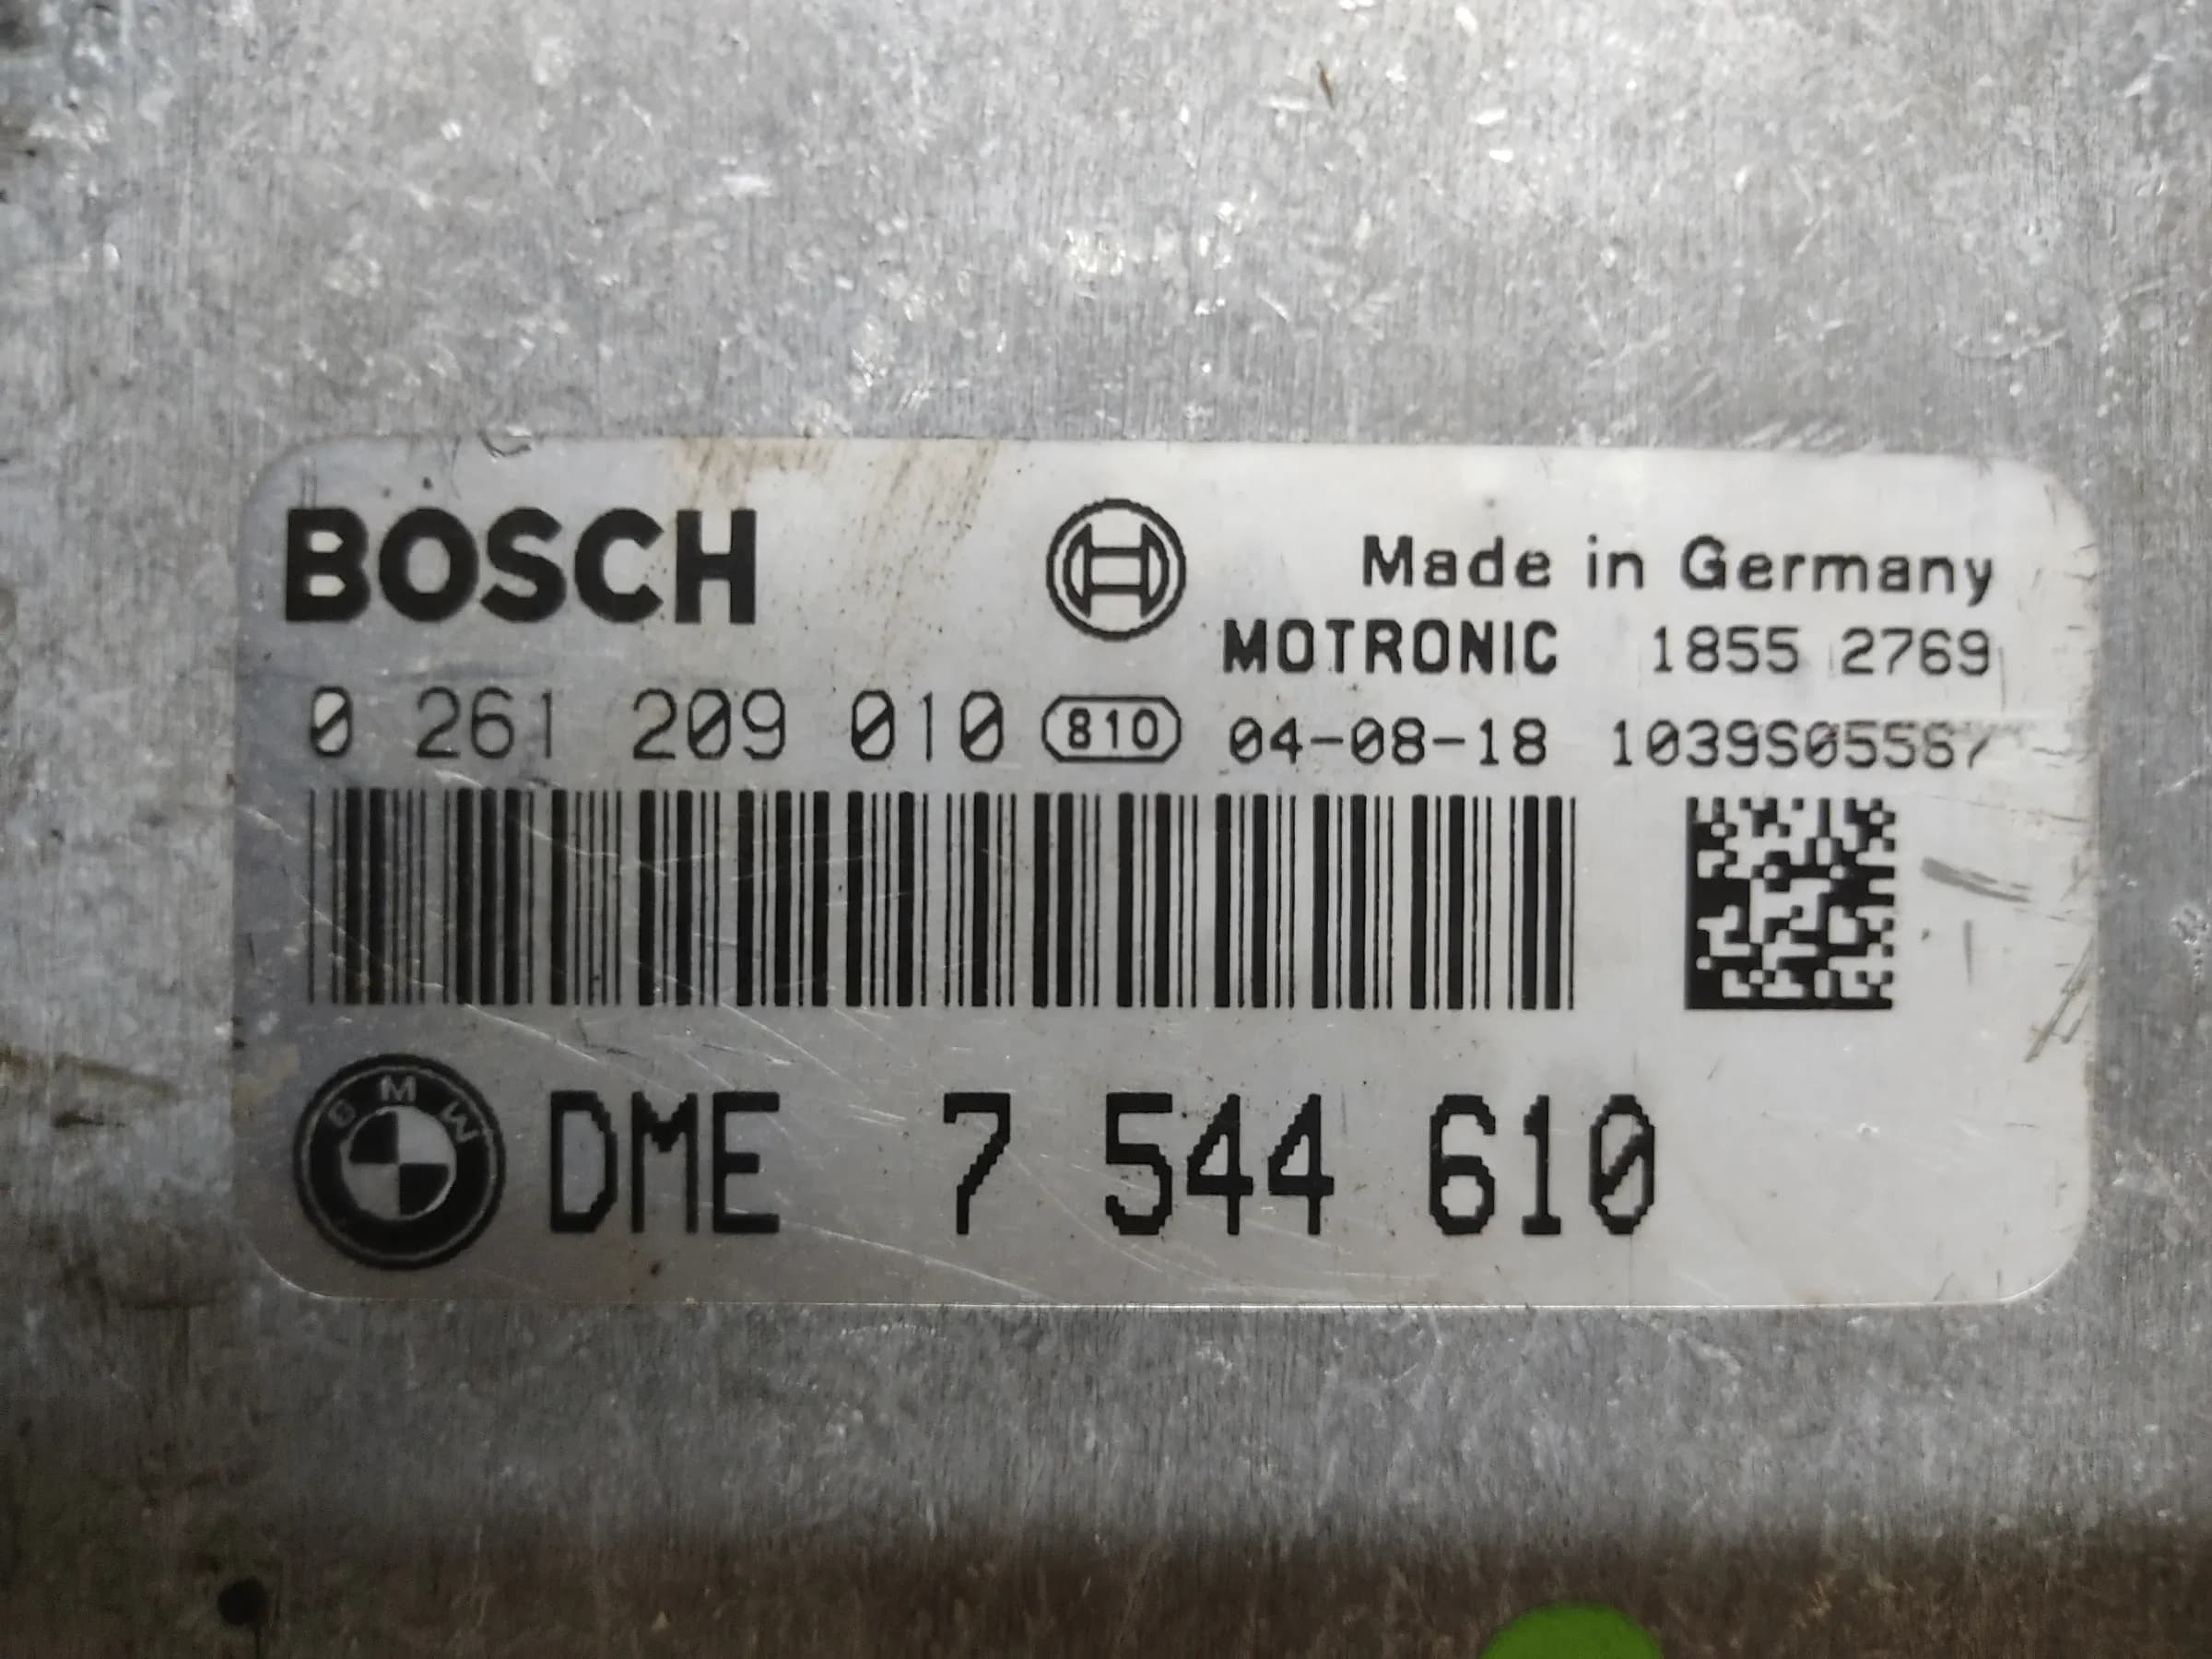 BOSCH
Made in Germany
MOTRONIC 1855 2769
0 261 209 010 810 04-08-18 1039S05567
BMW DME 7 544 610